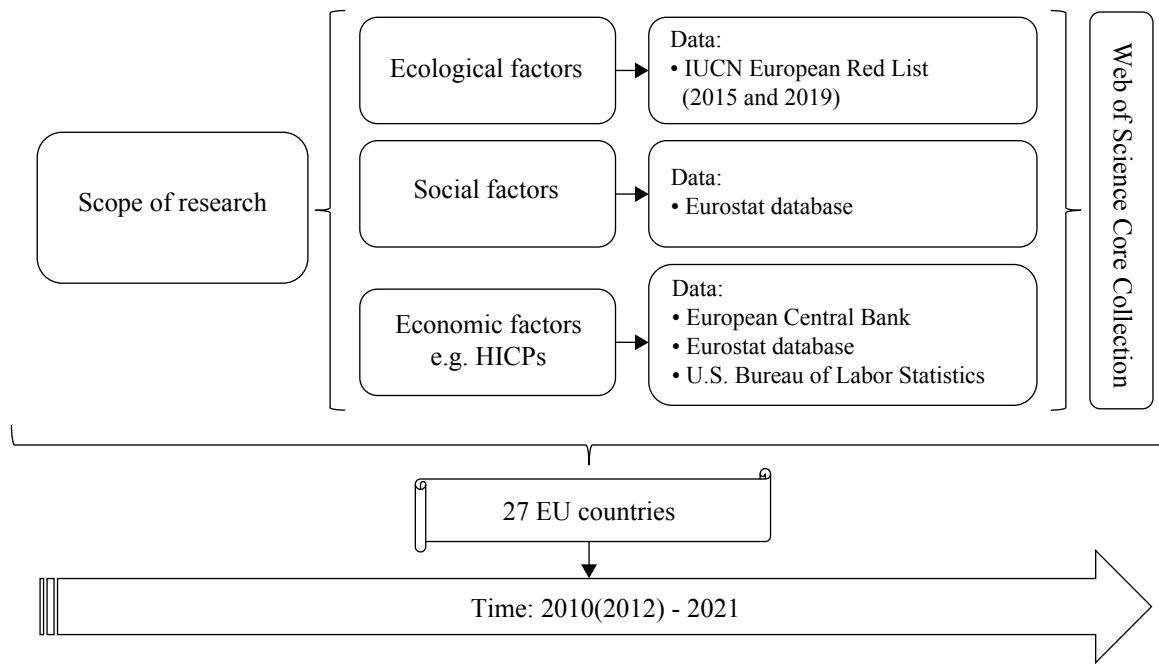 Scope of research
Ecological factors
Data:
• IUCN European Red List
(2015 and 2019)
Social factors
Data:
• Eurostat database
Economic factors
e.g. HICPs
Data:
• European Central Bank
• Eurostat database
• U.S. Bureau of Labor Statistics
Web of Science Core Collection
27 EU countries
Time: 2010(2012) - 2021